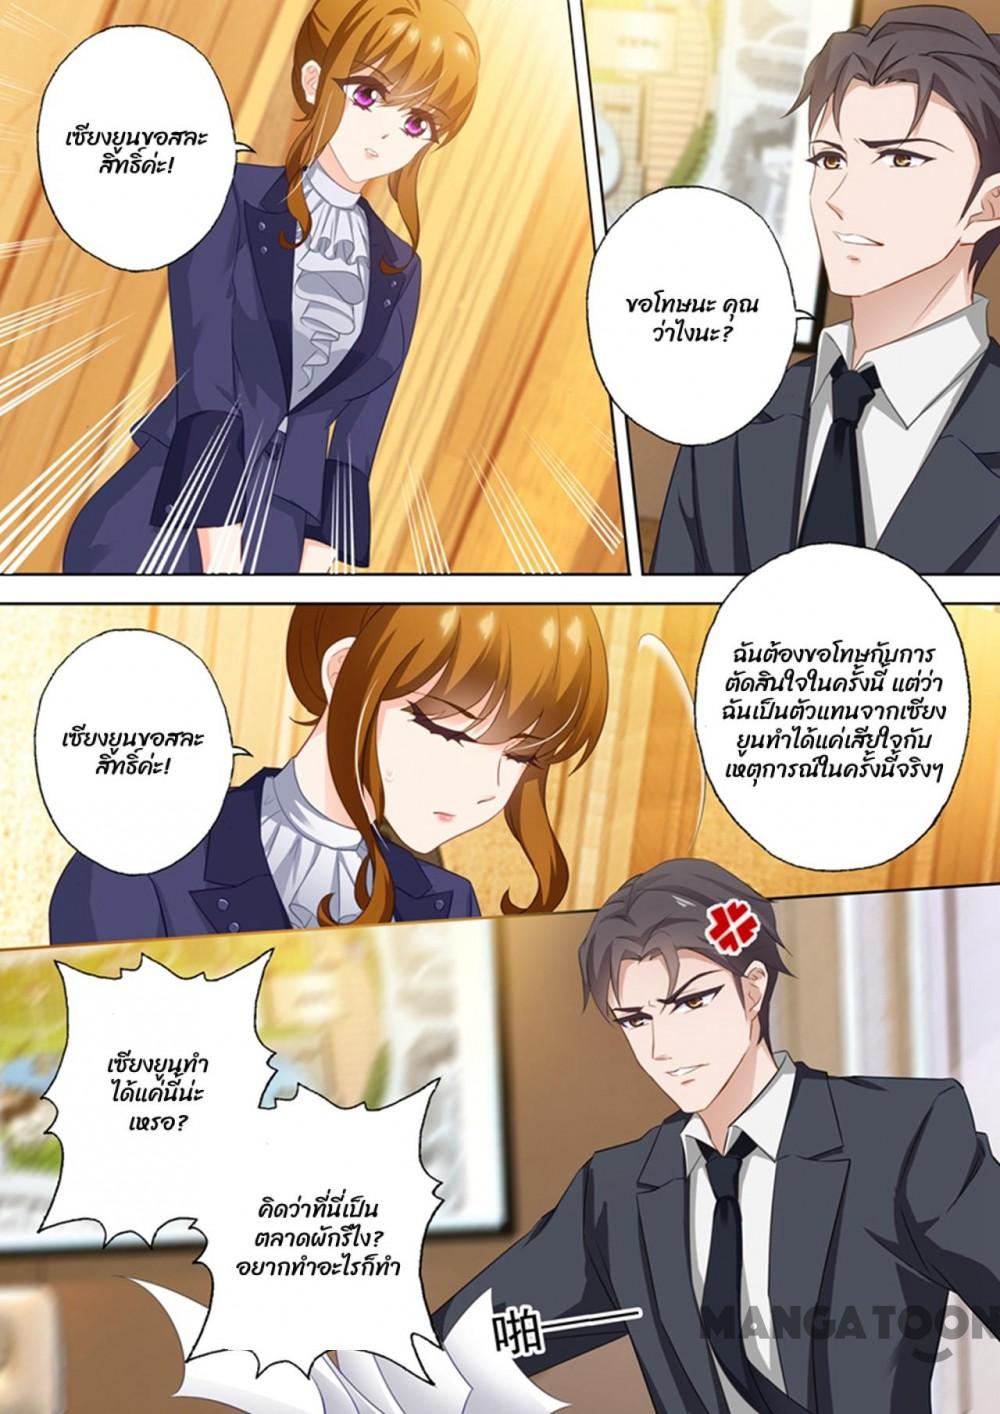 เซียงยูนขอสละ
สิทธิ์ค่ะ!
ขอโทษนะ คุณ
ว่าไงนะ?
เซียงยูนขอสละ
สิทธิ์ค่ะ!
ฉันต้องขอโทษกับการ
ตัดสินใจในครั้งนี้ แต่ว่า
ฉันเป็นตัวแทนจากเซียง
ยูนทำได้แค่เสียใจกับ
เหตุการณ์ในครั้งนี้จริงๆ
เซียงยูนทำ
ได้แค่นี้น่ะ
เหรอ?
คิดว่าที่นี่เป็น
ตลาดผักรึไง?
อยากทำอะไรก็ทำ
啪——
MANGATOON